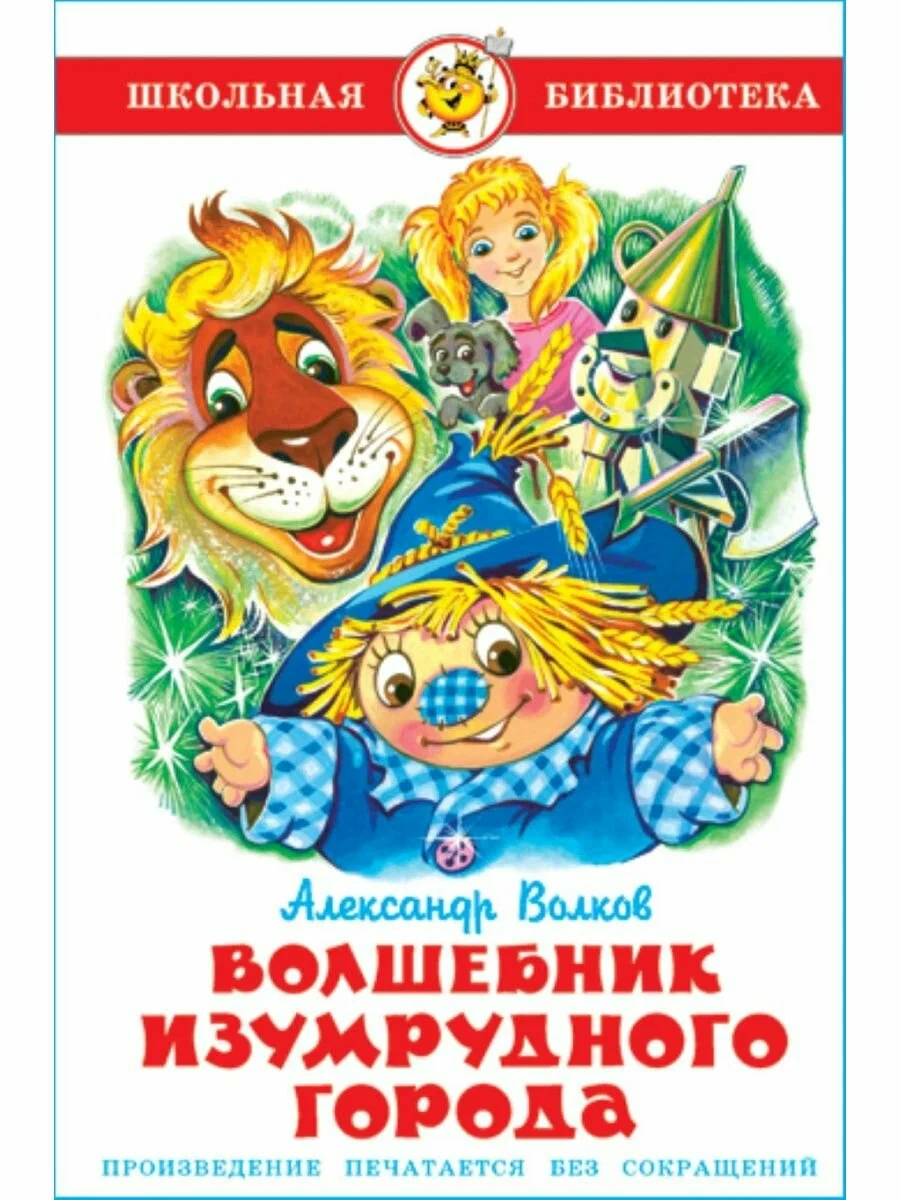 ШКОЛЬНАЯ БИБЛИОТЕКА
Александр Волков
ВОЛШЕБНИК
ИЗУМРУДНОГО
ГОРОДА
ПРОИЗВЕДЕНИЕ ПЕЧАТАЕТСЯ БЕЗ СОКРАЩЕНИЙ